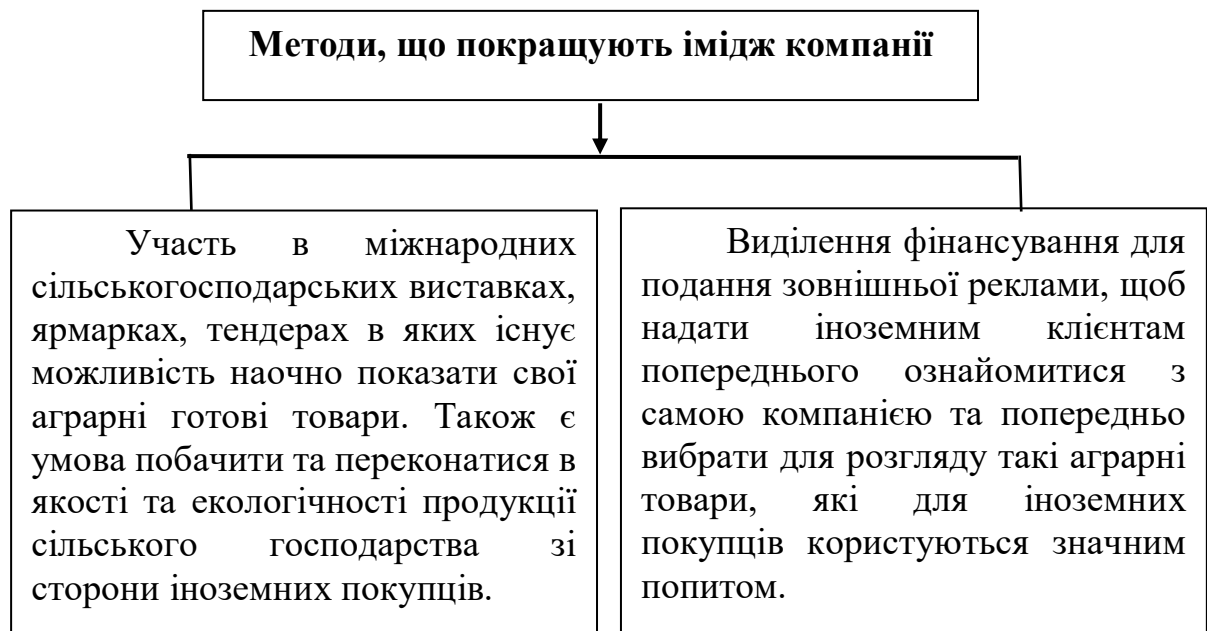 Методи, що покращують імідж компанії
Участь в міжнародних
сільськогосподарських виставках,
ярмарках, тендерах в яких існує
можливість наочно показати свої
аграрні готові товари. Також є
умова побачити та переконатися в
якості та екологічності продукції
сільського господарства зі
сторони іноземних покупців.
Виділення фінансування для
подання зовнішньої реклами, щоб
надати іноземним клієнтам
попереднього ознайомитися з
самою компанією та попередньо
вибрати для розгляду такі аграрні
товари, які для іноземних
покупців користуються значним
попитом.